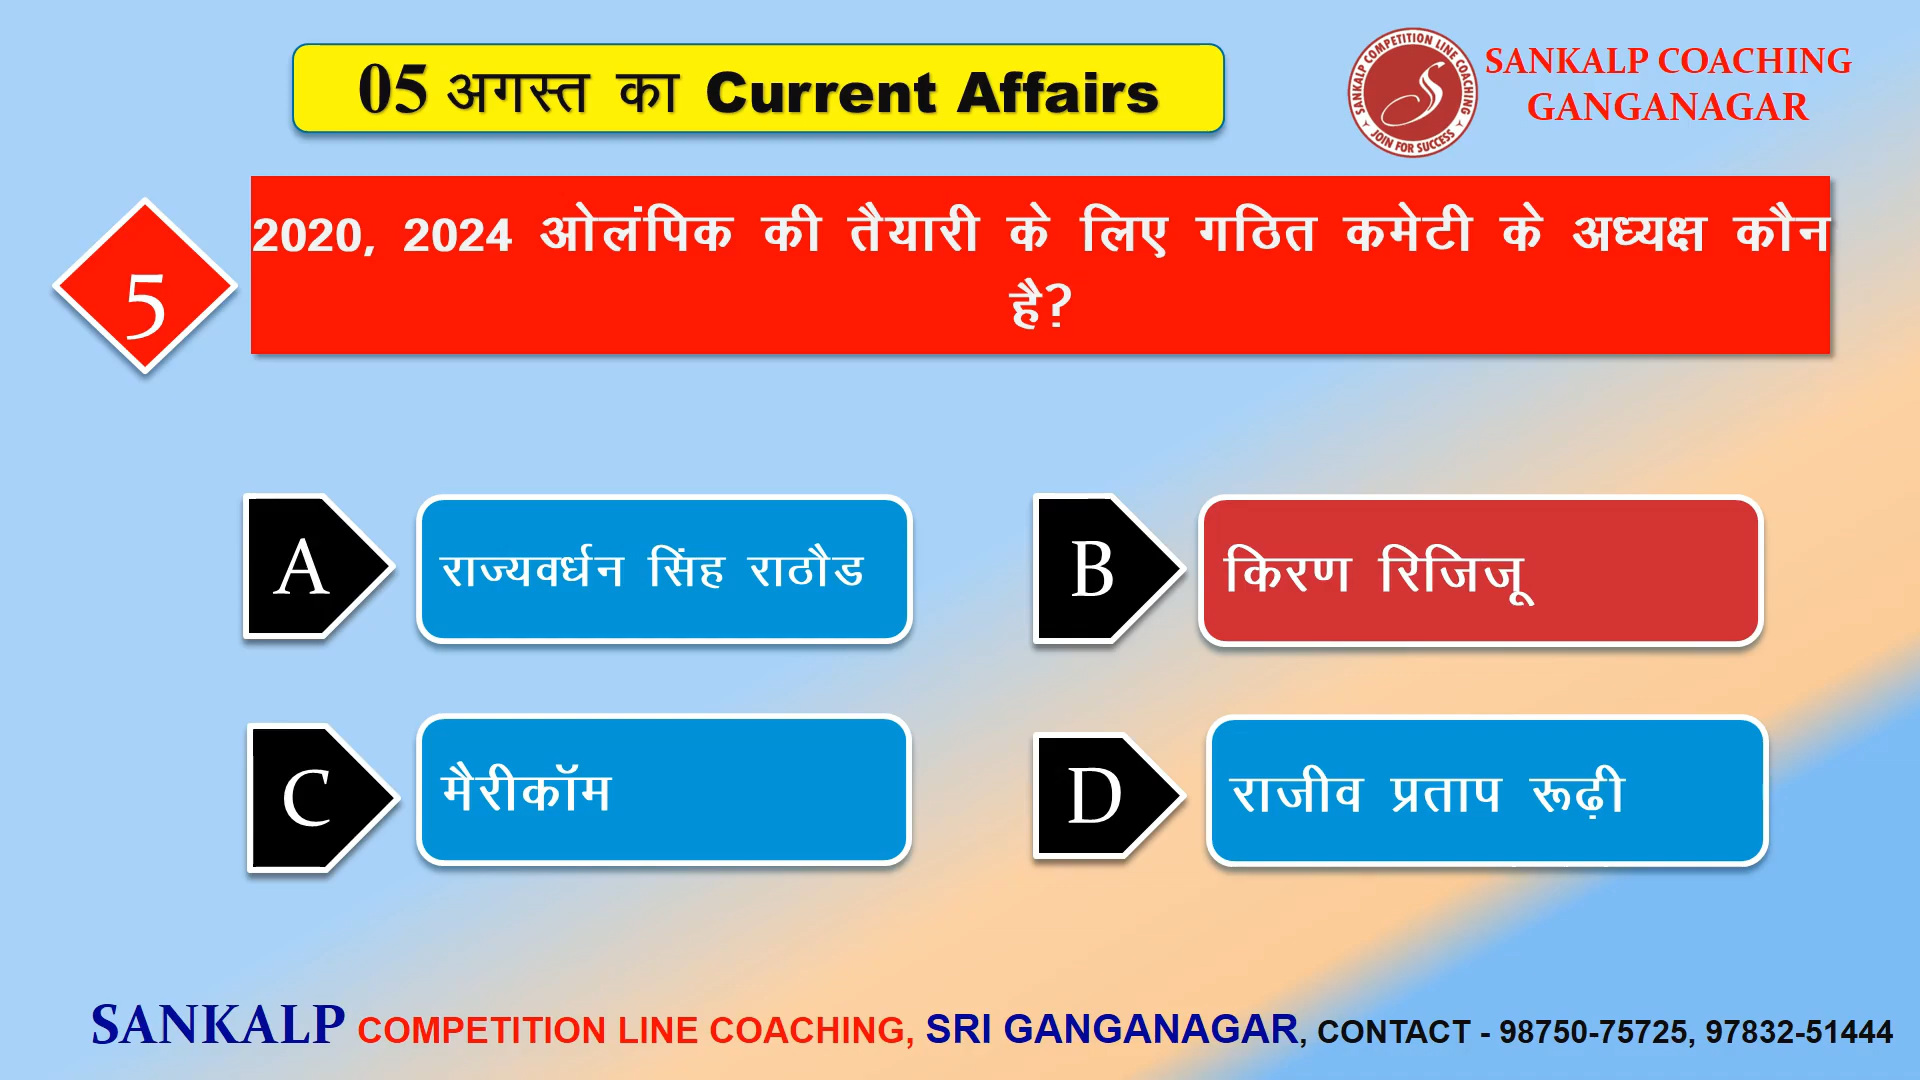 05 अगस्त का Current Affairs
SANKALP COMPETITION LINE COACHING
JOIN FOR SUCCESS
SANKALP COACHING
GANGANAGAR
5
2020, 2024 ओलंपिक की तैयारी के लिए गठित कमेटी के अध्यक्ष कौन
है?
A
राज्यवर्धन सिंह राठौड
B
किरण रिजिजू
C
मैरीकॉम
D
राजीव प्रताप रूढ़ी
SANKALP COMPETITION LINE COACHING, SRI GANGANAGAR, CONTACT - 98750-75725, 97832-51444